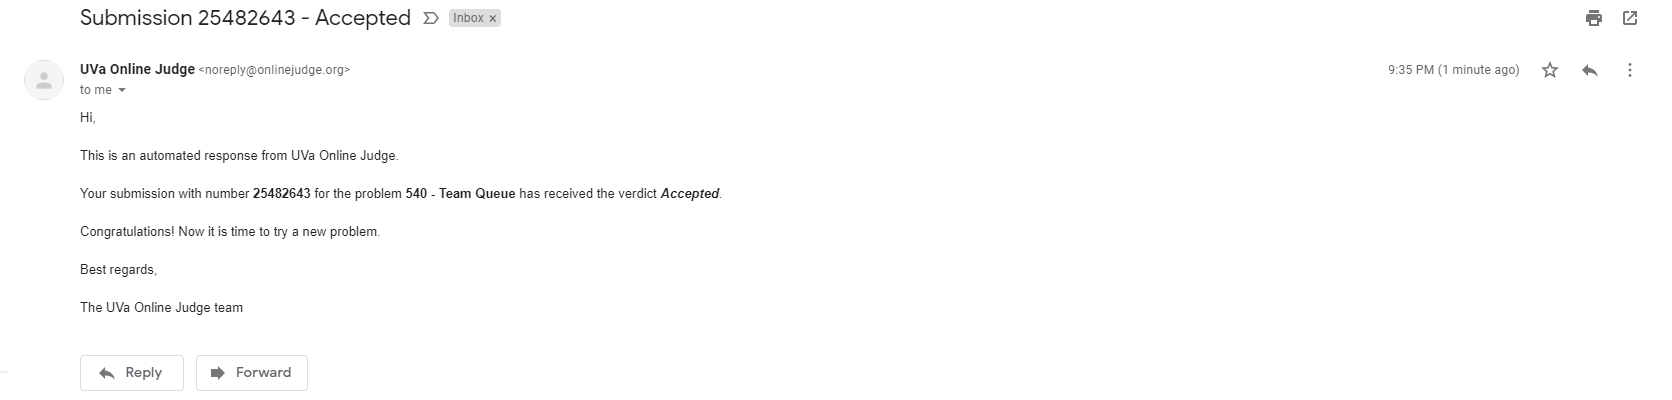 Submission 25482643 - Accepted Inbox ×
UVa Online Judge <noreply@onlinejudge.org> 9:35 PM (1 minute ago)
to me
Hi,
This is an automated response from UVa Online Judge.
Your submission with number 25482643 for the problem 540 - Team Queue has received the verdict Accepted.
Congratulations! Now it is time to try a new problem.
Best regards,
The UVa Online Judge team
Reply Forward